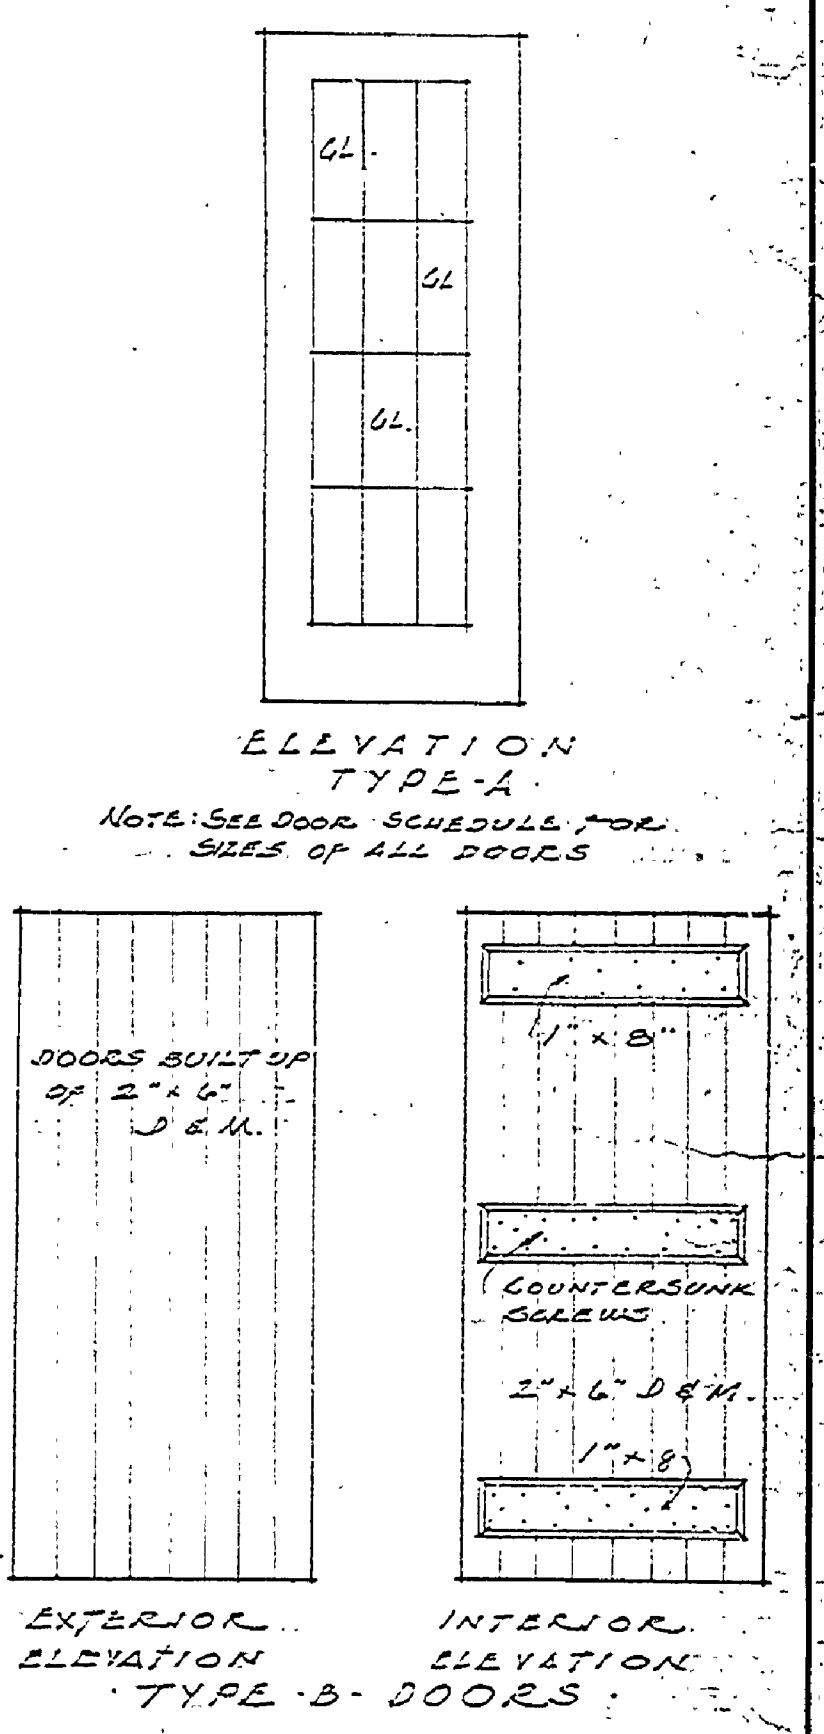 GL.
GL
GL.
ELEVATION
TYPE-A.
NOTE: SEE DOOR SCHEDULE FOR
SIZES OF ALL DOORS
DOORS BUILT UP
OF 2" x 6"
D & M.
1" x 8"
COUNTERSUNK
SCREWS.
2" x 6" D & M.
1" x 8
EXTERIOR
ELEVATION
INTERIOR
ELEVATION
TYPE-B-DOORS.